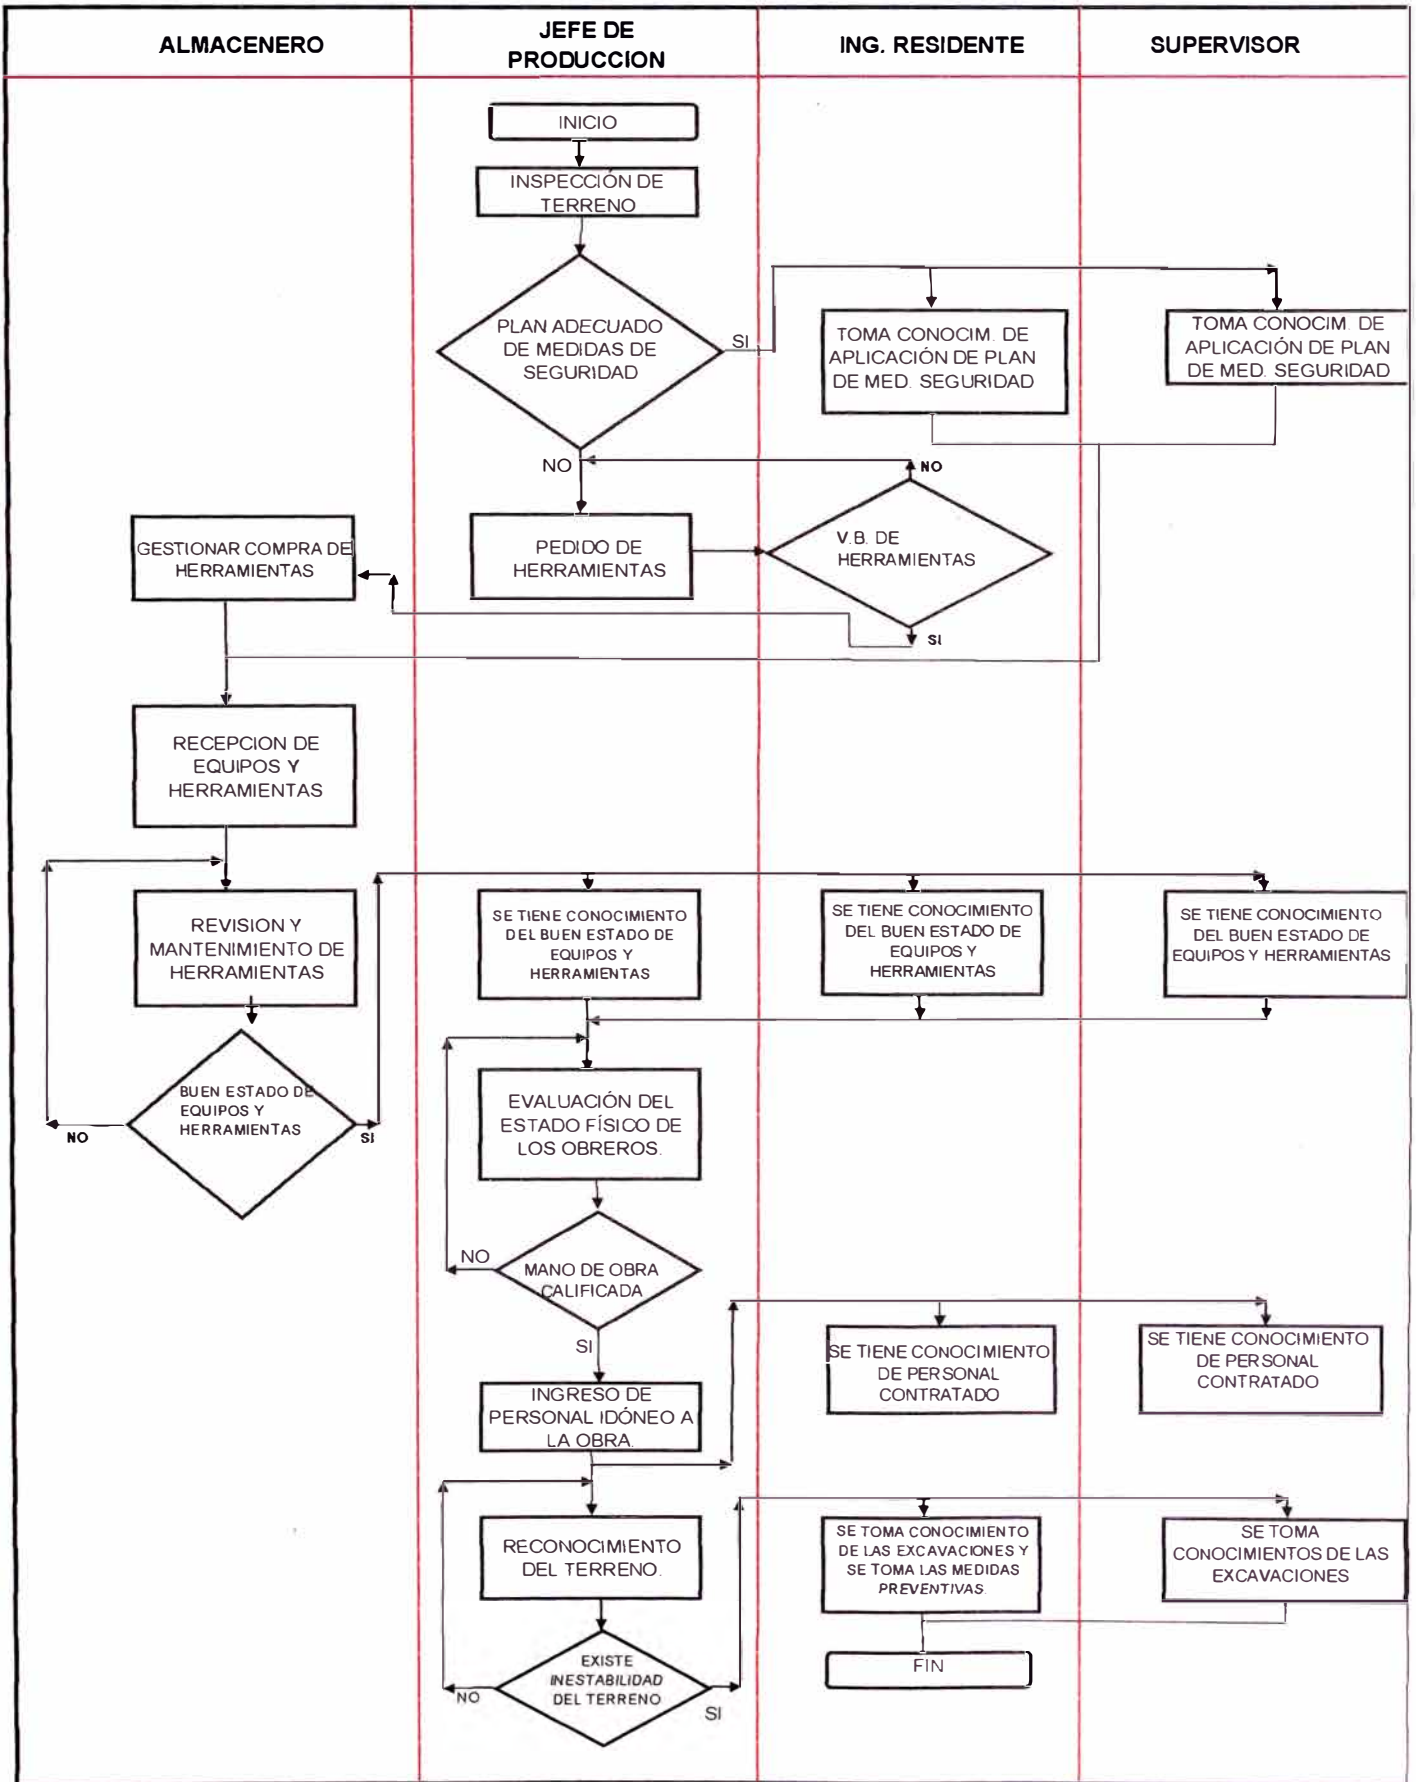 ALMACENERO
JEFE DE
PRODUCCION
ING. RESIDENTE
SUPERVISOR
INICIO
INSPECCIÓN DE
TERRENO
PLAN ADECUADO
DE MEDIDAS DE
SEGURIDAD
SI
TOMA CONOCIM. DE
APLICACIÓN DE PLAN
DE MED. SEGURIDAD
TOMA CONOCIM. DE
APLICACIÓN DE PLAN
DE MED. SEGURIDAD
NO
NO
GESTIONAR COMPRA DE
HERRAMIENTAS
PEDIDO DE
HERRAMIENTAS
V.B. DE
HERRAMIENTAS
SI
RECEPCION DE
EQUIPOS Y
HERRAMIENTAS
REVISION Y
MANTENIMIENTO DE
HERRAMIENTAS
SE TIENE CONOCIMIENTO
DEL BUEN ESTADO DE
EQUIPOS Y
HERRAMIENTAS
SE TIENE CONOCIMIENTO
DEL BUEN ESTADO DE
EQUIPOS Y
HERRAMIENTAS
SE TIENE CONOCIMIENTO
DEL BUEN ESTADO DE
EQUIPOS Y HERRAMIENTAS
BUEN ESTADO DE
EQUIPOS Y
HERRAMIENTAS
NO
SI
EVALUACIÓN DEL
ESTADO FÍSICO DE
LOS OBREROS.
NO
MANO DE OBRA
CALIFICADA
SI
SE TIENE CONOCIMIENTO
DE PERSONAL
CONTRATADO
SE TIENE CONOCIMIENTO
DE PERSONAL
CONTRATADO
INGRESO DE
PERSONAL IDÓNEO A
LA OBRA.
RECONOCIMIENTO
DEL TERRENO.
SE TOMA CONOCIMIENTO
DE LAS EXCAVACIONES Y
SE TOMA LAS MEDIDAS
PREVENTIVAS.
SE TOMA
CONOCIMIENTOS DE LAS
EXCAVACIONES
EXISTE
INESTABILIDAD
DEL TERRENO
NO
SI
FIN